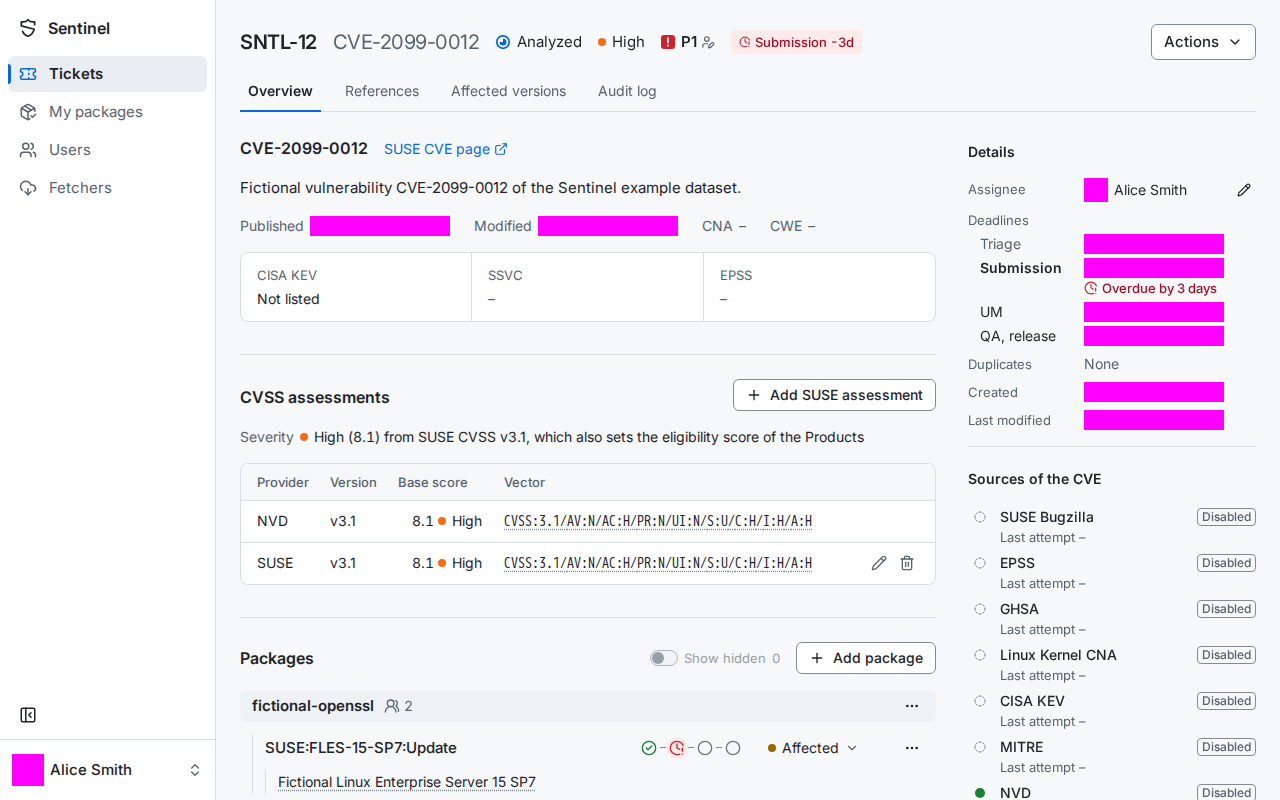 Sentinel
Tickets
My packages
Users
Fetchers
Alice Smith
SNTL-12 CVE-2099-0012 Analyzed High P1 Submission -3d Actions
Overview References Affected versions Audit log
CVE-2099-0012 SUSE CVE page
Fictional vulnerability CVE-2099-0012 of the Sentinel example dataset.
Published Modified CNA – CWE –
CISA KEV SSVC EPSS
Not listed – –
CVSS assessments Add SUSE assessment
Severity High (8.1) from SUSE CVSS v3.1, which also sets the eligibility score of the Products
Provider Version Base score Vector
NVD v3.1 8.1 High CVSS:3.1/AV:N/AC:H/PR:N/UI:N/S:U/C:H/I:H/A:H
SUSE v3.1 8.1 High CVSS:3.1/AV:N/AC:H/PR:N/UI:N/S:U/C:H/I:H/A:H
Packages Show hidden 0 Add package
fictional-openssl 2
SUSE:FLES-15-SP7:Update Affected
Fictional Linux Enterprise Server 15 SP7
Details
Assignee Alice Smith
Deadlines
Triage
Submission
Overdue by 3 days
UM
QA, release
Duplicates None
Created
Last modified
Sources of the CVE
SUSE Bugzilla Disabled
Last attempt –
EPSS Disabled
Last attempt –
GHSA Disabled
Last attempt –
Linux Kernel CNA Disabled
Last attempt –
CISA KEV Disabled
Last attempt –
MITRE Disabled
Last attempt –
NVD Disabled